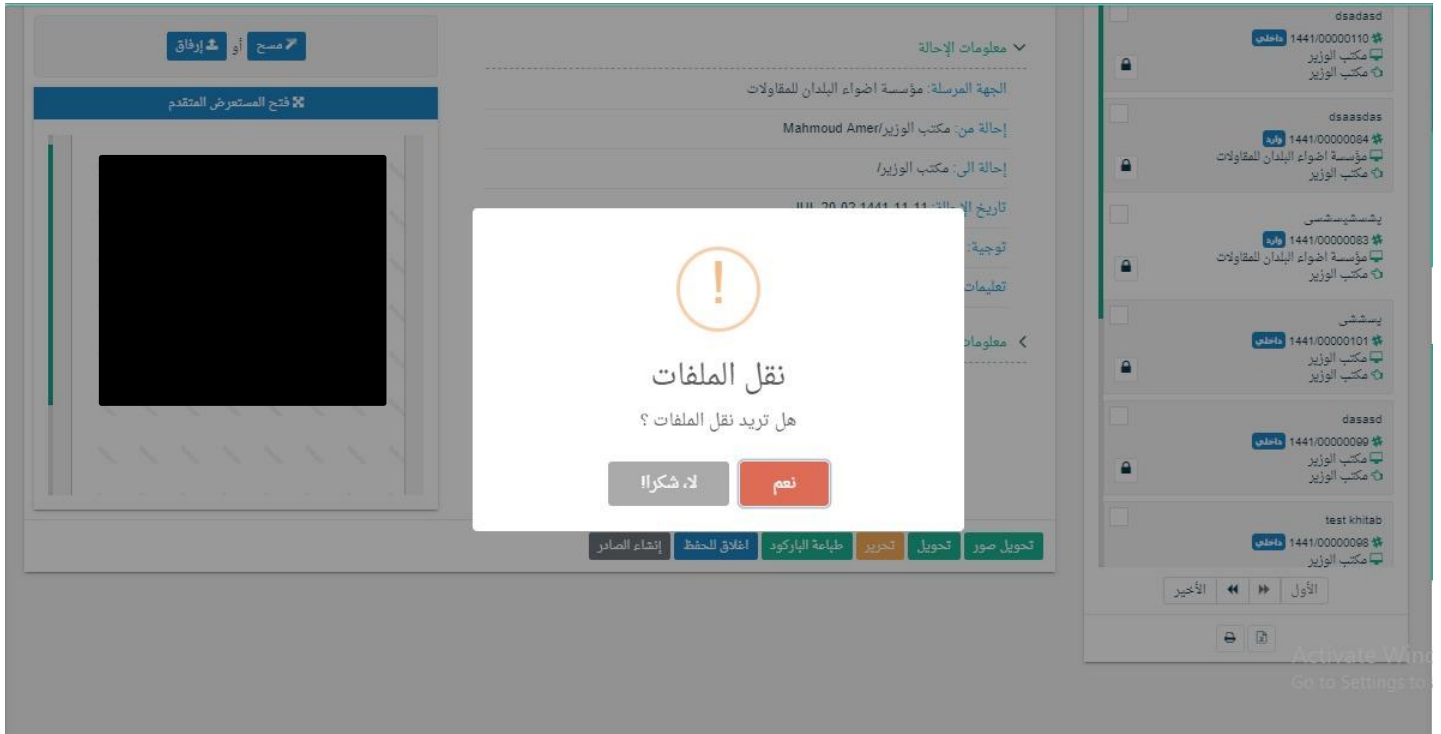 dsadasd
1441/00000110 داخلي
مكتب الوزير
مكتب الوزير
dsaasdas
1441/00000084 وارد
مؤسسة اضواء البلدان للمقاولات
مكتب الوزير
يشسشيسشسى
1441/00000083 وارد
مؤسسة اضواء البلدان للمقاولات
مكتب الوزير
يسششى
1441/00000101 داخلي
مكتب الوزير
مكتب الوزير
dasasd
1441/00000099 داخلي
مكتب الوزير
مكتب الوزير
test khitab
1441/00000098 داخلي
مكتب الوزير
الأول
الأخير
معلومات الإحالة
الجهة المرسلة: مؤسسة اضواء البلدان للمقاولات
إحالة من: مكتب الوزير/Mahmoud Amer
إحالة الى: مكتب الوزير/
تاريخ
توجية:
تعليمات
معلومات
نقل الملفات
هل تريد نقل الملفات ؟
نعم
لا، شكرا!
تحويل صور
تحويل
تحرير
طباعة الباركود
اغلاق للحفظ
إنشاء الصادر
مسح أو إرفاق
فتح المستعرض المتقدم
Go to Settings to